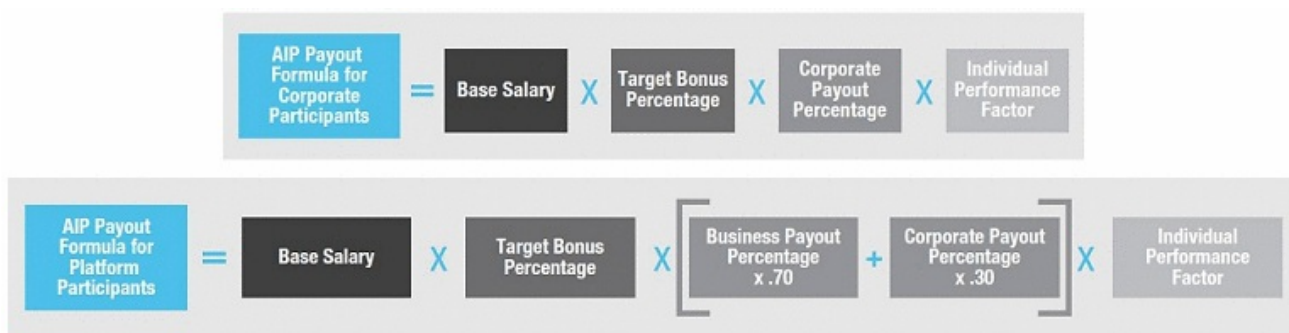 AIP Payout
Formula for
Corporate
Participants
=
Base Salary
X
Target Bonus
Percentage
X
Corporate
Payout
Percentage
X
Individual
Performance
Factor
AIP Payout
Formula for
Platform
Participants
=
Base Salary
X
Target Bonus
Percentage
X
[
Business Payout
Percentage
x .70
+
Corporate Payout
Percentage
x .30
]
X
Individual
Performance
Factor